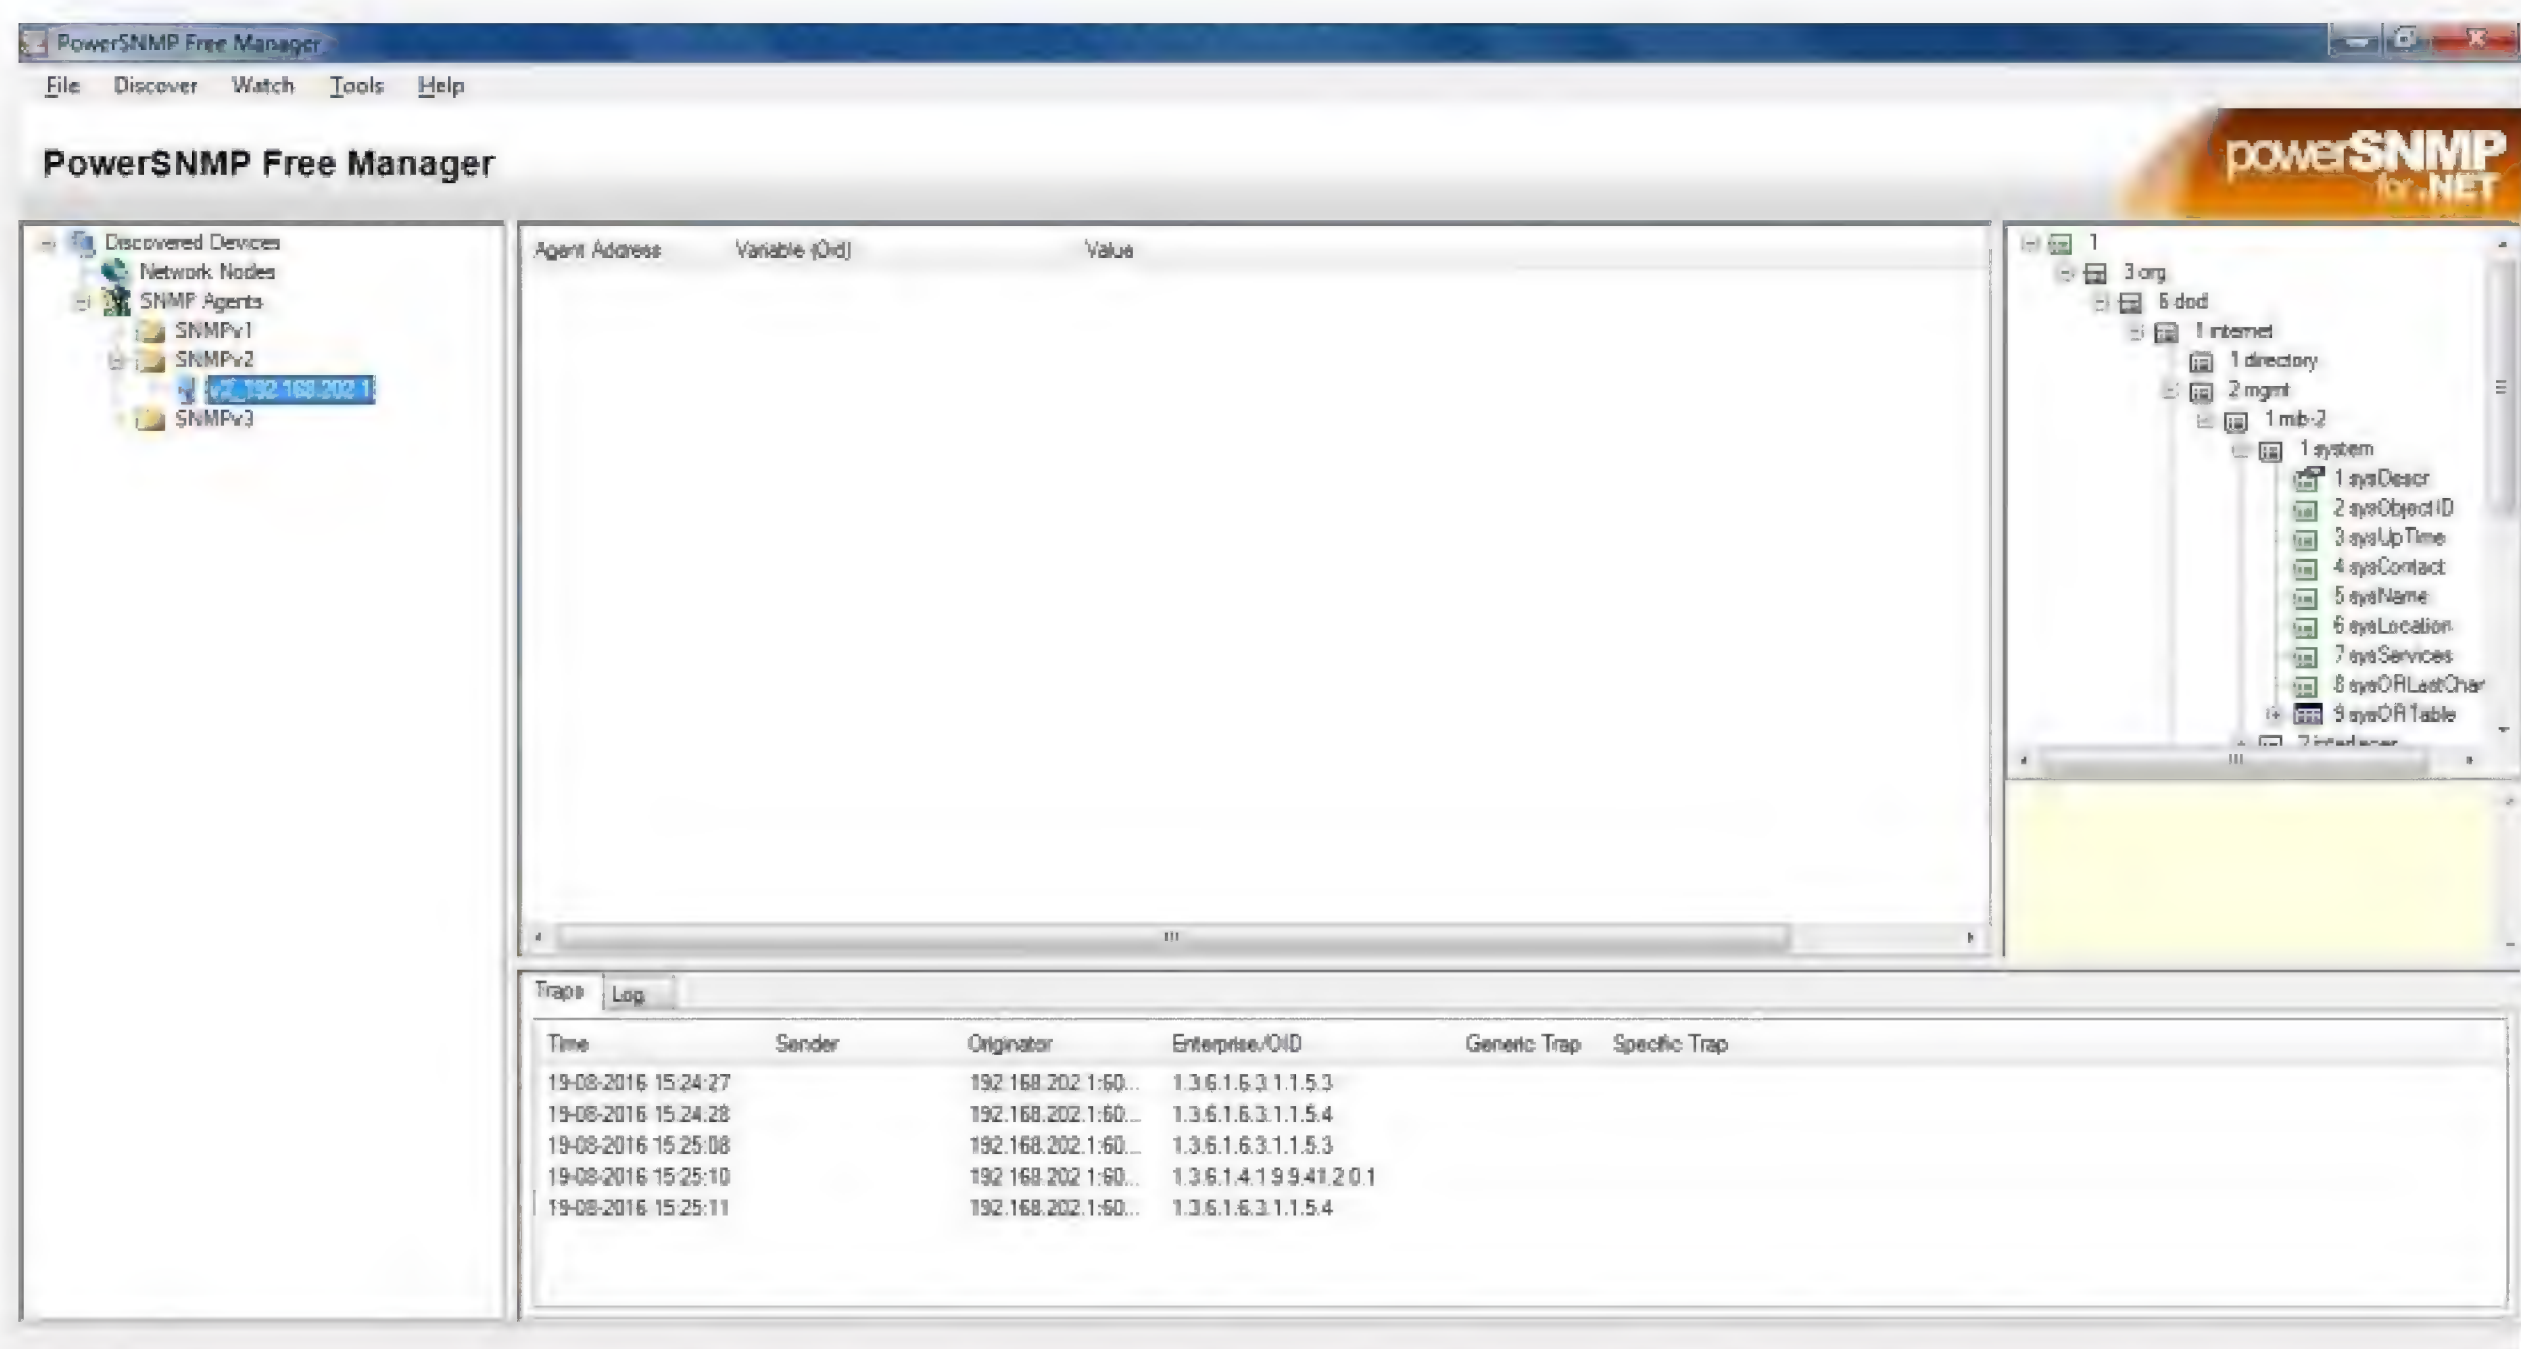 PowerSNMP Free Manager
File Discover Watch Tools Help
PowerSNMP Free Manager
powerSNMP
for .NET
Discovered Devices
Network Nodes
SNMP Agents
SNMPv1
SNMPv2
v2_192.168.202.1
SNMPv3
Agent Address Variable (Oid) Value
1
3 org
6 dod
1 internet
1 directory
2 mgmt
1 mib-2
1 system
1 sysDescr
2 sysObjectID
3 sysUpTime
4 sysContact
5 sysName
6 sysLocation
7 sysServices
8 sysORLastChar
9 sysORTable
2 interfaces
Traps Log
Time Sender Originator Enterprise/OID Generic Trap Specific Trap
19-08-2016 15:24:27 192.168.202.1:60... 1.3.6.1.6.3.1.1.5.3
19-08-2016 15:24:28 192.168.202.1:60... 1.3.6.1.6.3.1.1.5.4
19-08-2016 15:25:08 192.168.202.1:60... 1.3.6.1.6.3.1.1.5.3
19-08-2016 15:25:10 192.168.202.1:60... 1.3.6.1.4.1.9.9.41.2.0.1
19-08-2016 15:25:11 192.168.202.1:60... 1.3.6.1.6.3.1.1.5.4